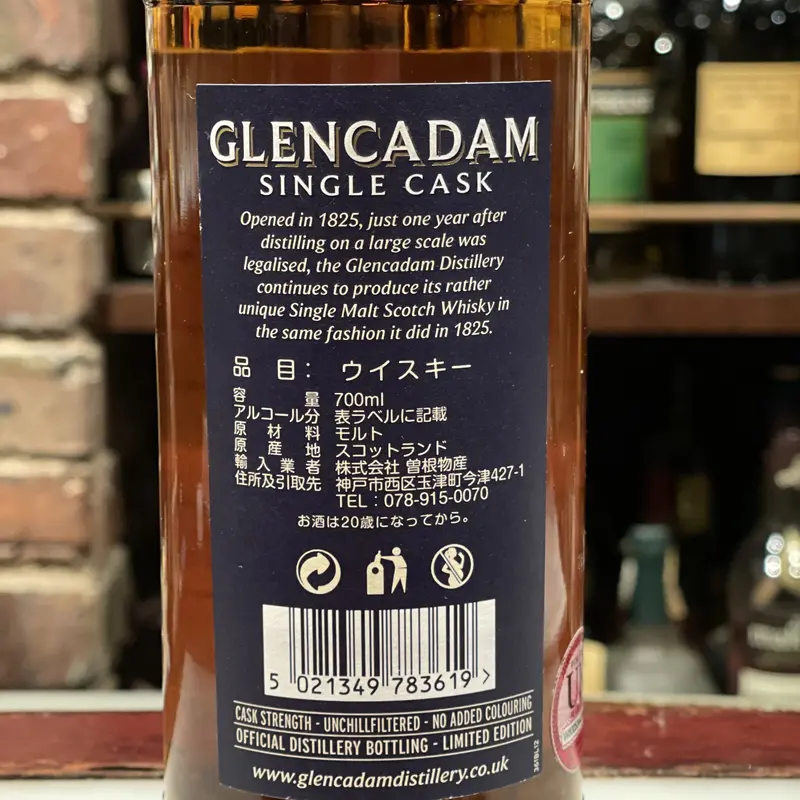 GLENCADAM
SINGLE CASK
Opened in 1825, just one year after
distilling on a large scale was
legalised, the Glencadam Distillery
continues to produce its rather
unique Single Malt Scotch Whisky in
the same fashion it did in 1825.
品 目： ウイスキー
容 量 700ml
アルコール分 表ラベルに記載
原 材 料 モルト
原 産 地 スコットランド
輸 入 業 者 株式会社 曽根物産
住所及引取先 神戸市西区玉津町今津427-1
TEL：078-915-0070
お酒は20歳になってから。
5 021349 783619 >
CASK STRENGTH - UNCHILLFILTERED - NO ADDED COLOURING
OFFICIAL DISTILLERY BOTTLING - LIMITED EDITION
www.glencadamdistillery.co.uk